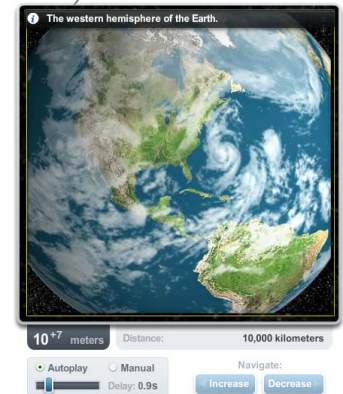 The western hemisphere of the Earth.
10+7 meters
Distance: 10,000 kilometers
Autoplay Manual
Delay: 0.9s
Navigate:
Increase Decrease